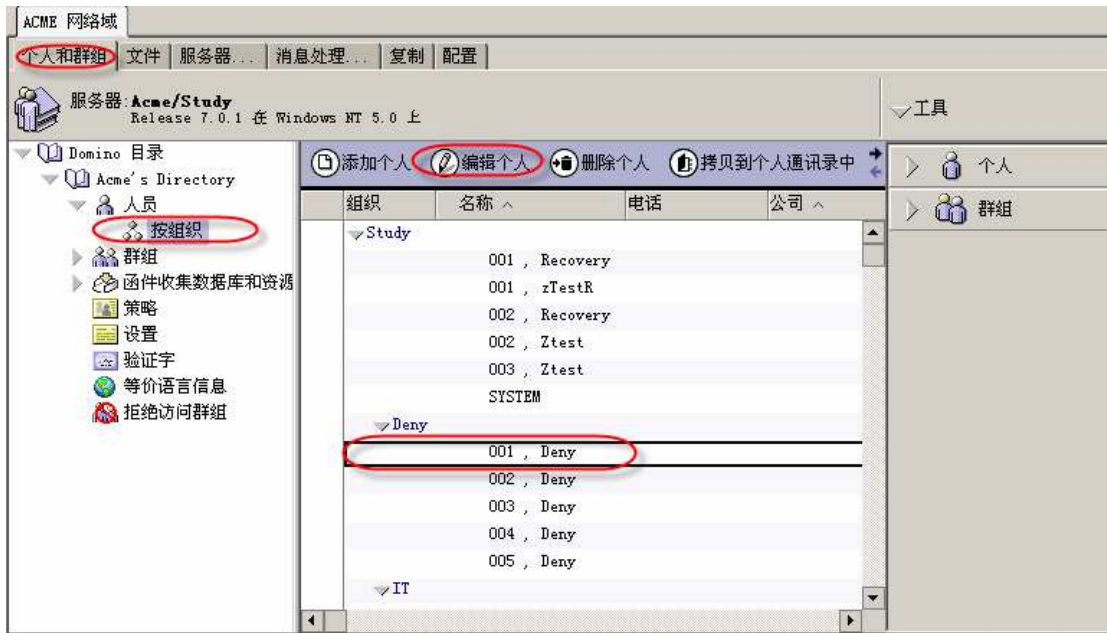 ACME 网络域
个人和群组 文件 服务器... 消息处理... 复制 配置
服务器:Acme/Study
Release 7.0.1 在 Windows NT 5.0 上
工具
Domino 目录
Acme's Directory
人员
按组织
群组
函件收集数据库和资源
策略
设置
验证字
等价语言信息
拒绝访问群组
添加个人 编辑个人 删除个人 拷贝到个人通讯录中
组织 名称 电话 公司
Study
001 , Recovery
001 , zTestR
002 , Recovery
002 , Ztest
003 , Ztest
SYSTEM
Deny
001 , Deny
002 , Deny
003 , Deny
004 , Deny
005 , Deny
IT
个人
群组